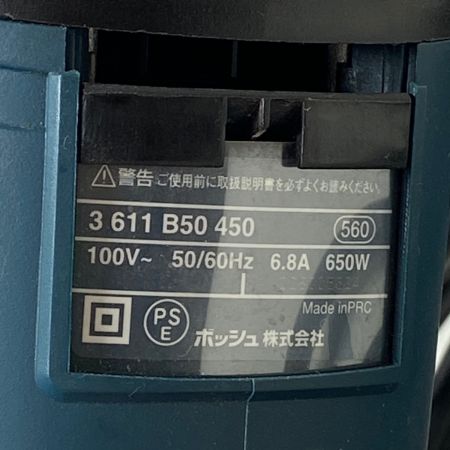 ⚠警告 ご使用前に取扱説明書を必ずよくお読みください。
3 611 B50 450 560
100V~ 50/60Hz 6.8A 650W
Made inPRC
PS
E ボッシュ株式会社